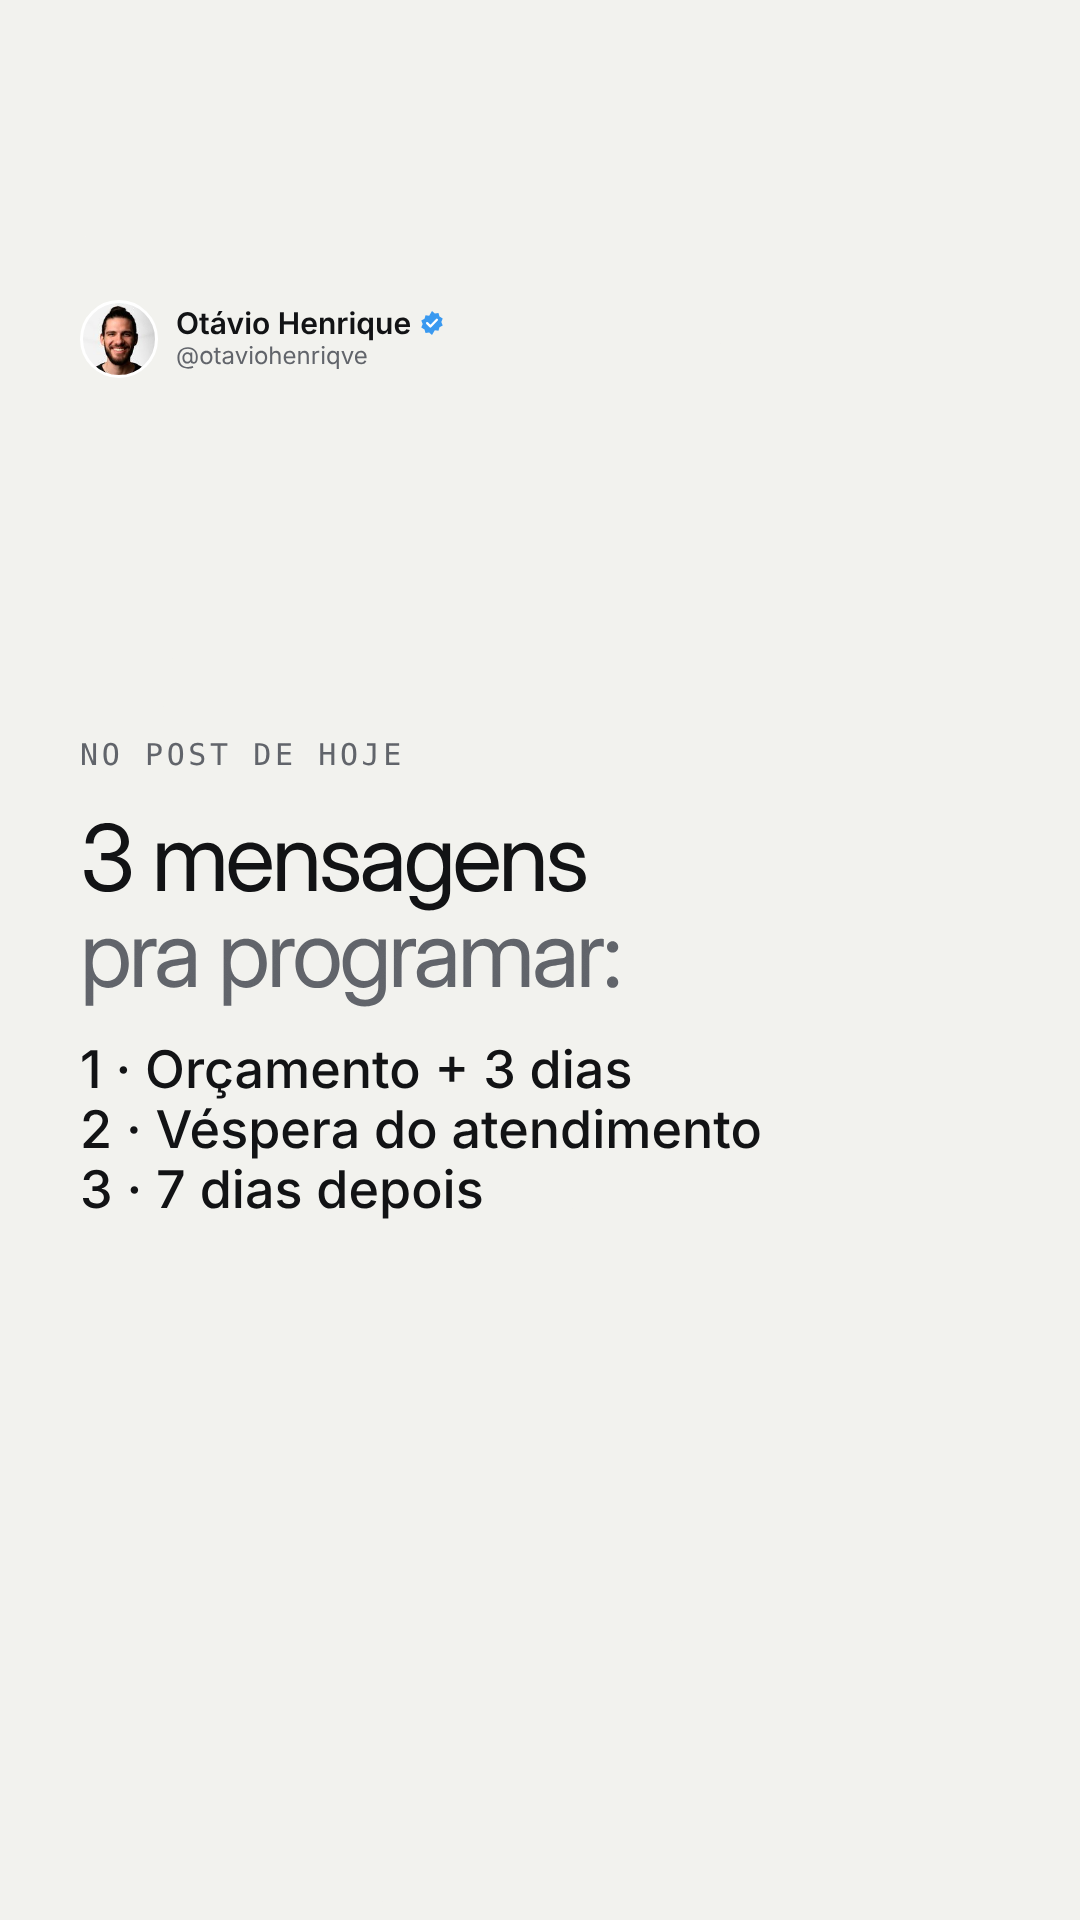 Otávio Henrique
@otaviohenriqve
NO POST DE HOJE
3 mensagens
pra programar:
1 · Orçamento + 3 dias
2 · Véspera do atendimento
3 · 7 dias depois